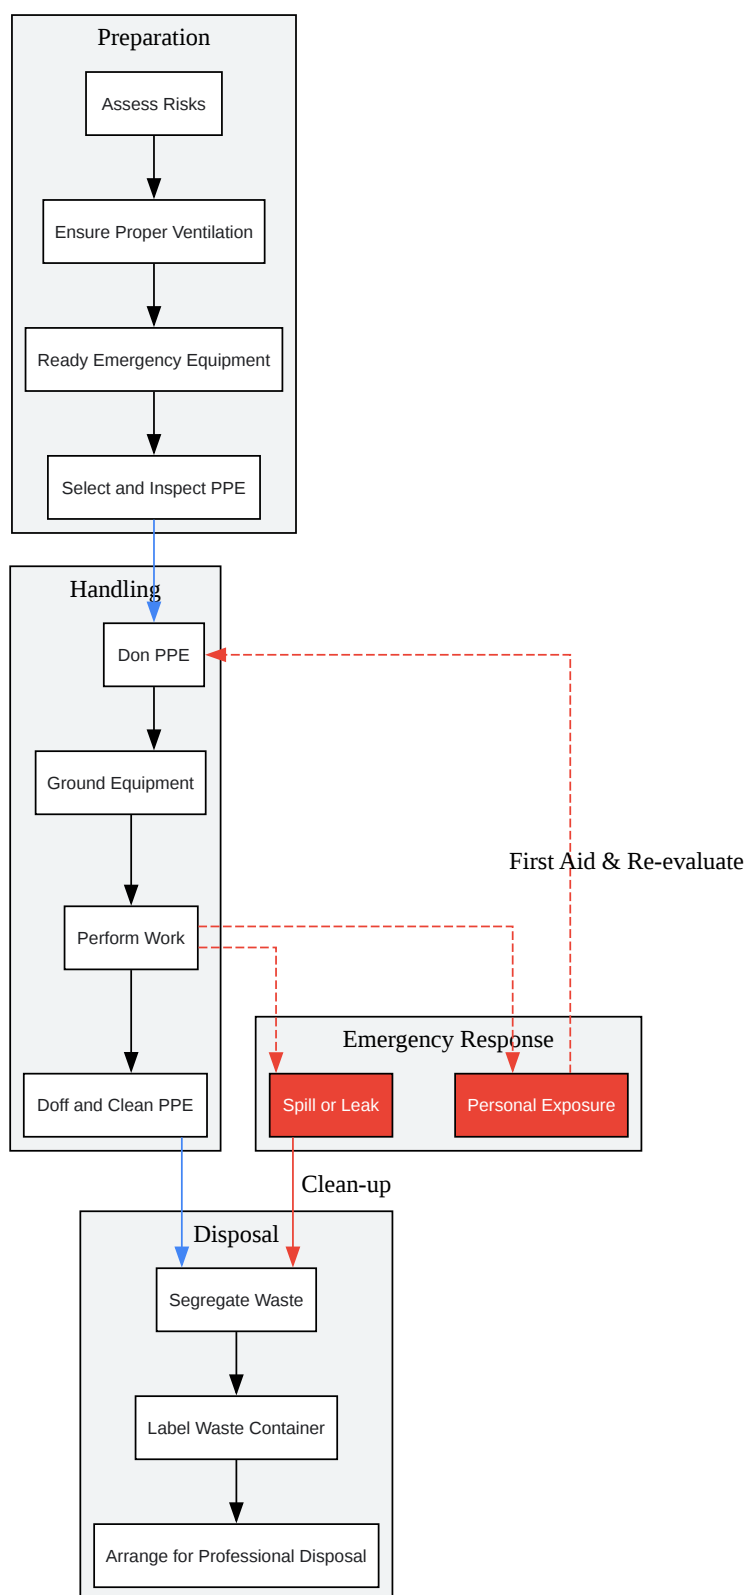 Preparation
Assess Risks
Ensure Proper Ventilation
Ready Emergency Equipment
Select and Inspect PPE
Handling
Don PPE
Ground Equipment
First Aid & Re-evaluate
Perform Work
Emergency Response
Doff and Clean PPE
Spill or Leak
Personal Exposure
Clean-up
Disposal
Segregate Waste
Label Waste Container
Arrange for Professional Disposal